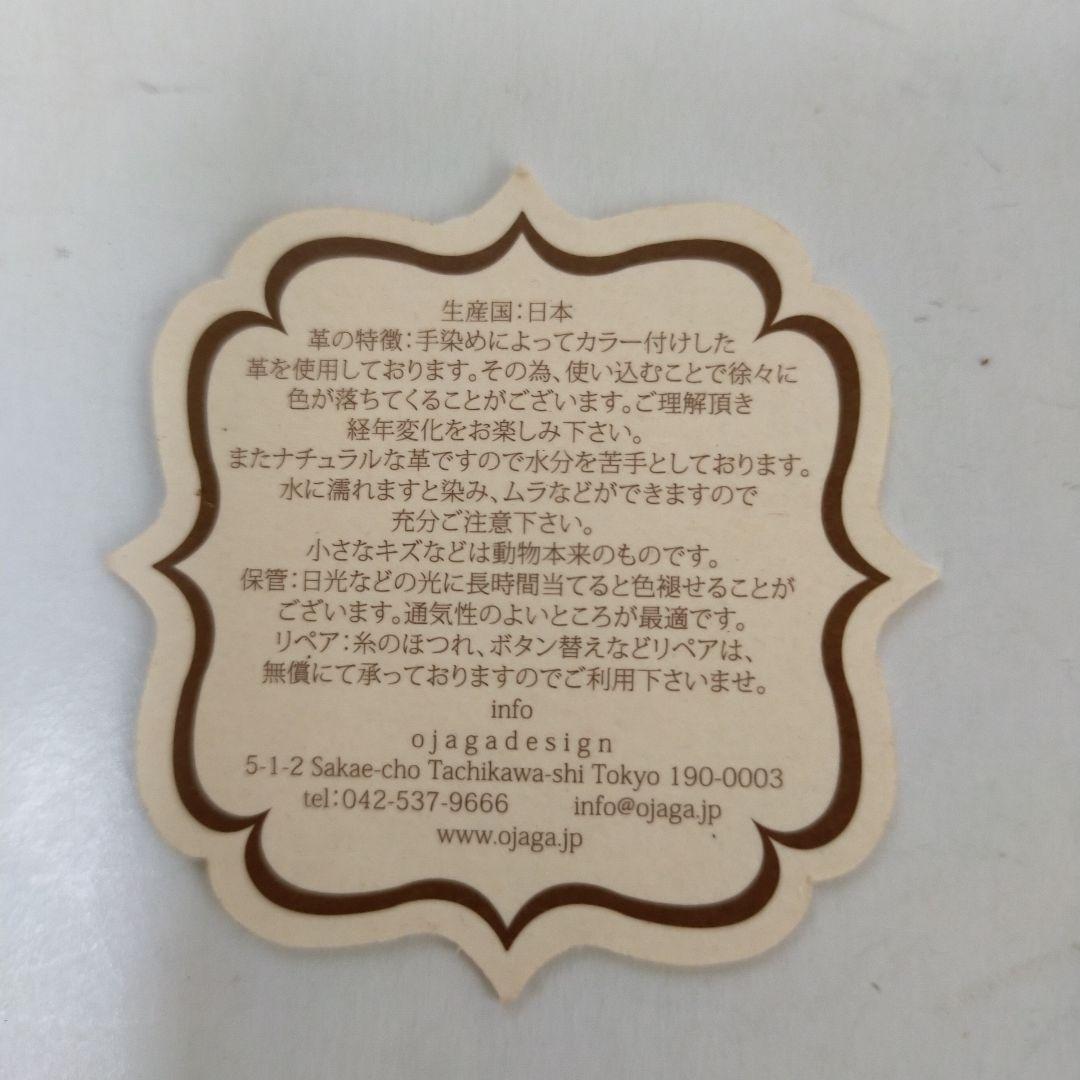 生産国：日本
革の特徴：手染めによってカラー付けした
革を使用しております。その為、使い込むことで徐々に
色が落ちてくることがございます。ご理解頂き
経年変化をお楽しみ下さい。
またナチュラルな革ですので水分を苦手としております。
水に濡れますと染み、ムラなどができますので
充分ご注意下さい。
小さなキズなどは動物本来のものです。
保管：日光などの光に長時間当てると色褪せることが
ございます。通気性のよいところが最適です。
リペア：糸のほつれ、ボタン替えなどリペアは、
無償にて承っておりますのでご利用下さいませ。
info
ojagadesign
5-1-2 Sakae-cho Tachikawa-shi Tokyo 190-0003
tel：042-537-9666 info@ojaga.jp
www.ojaga.jp